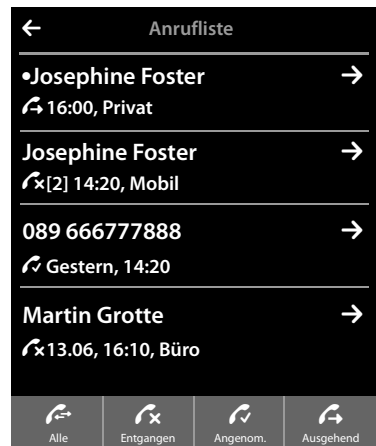 Anrufliste
•Josephine Foster
16:00, Privat
Josephine Foster
[2] 14:20, Mobil
089 666777888
Gestern, 14:20
Martin Grotte
13.06, 16:10, Büro
Alle
Entgangen
Angenom.
Ausgehend